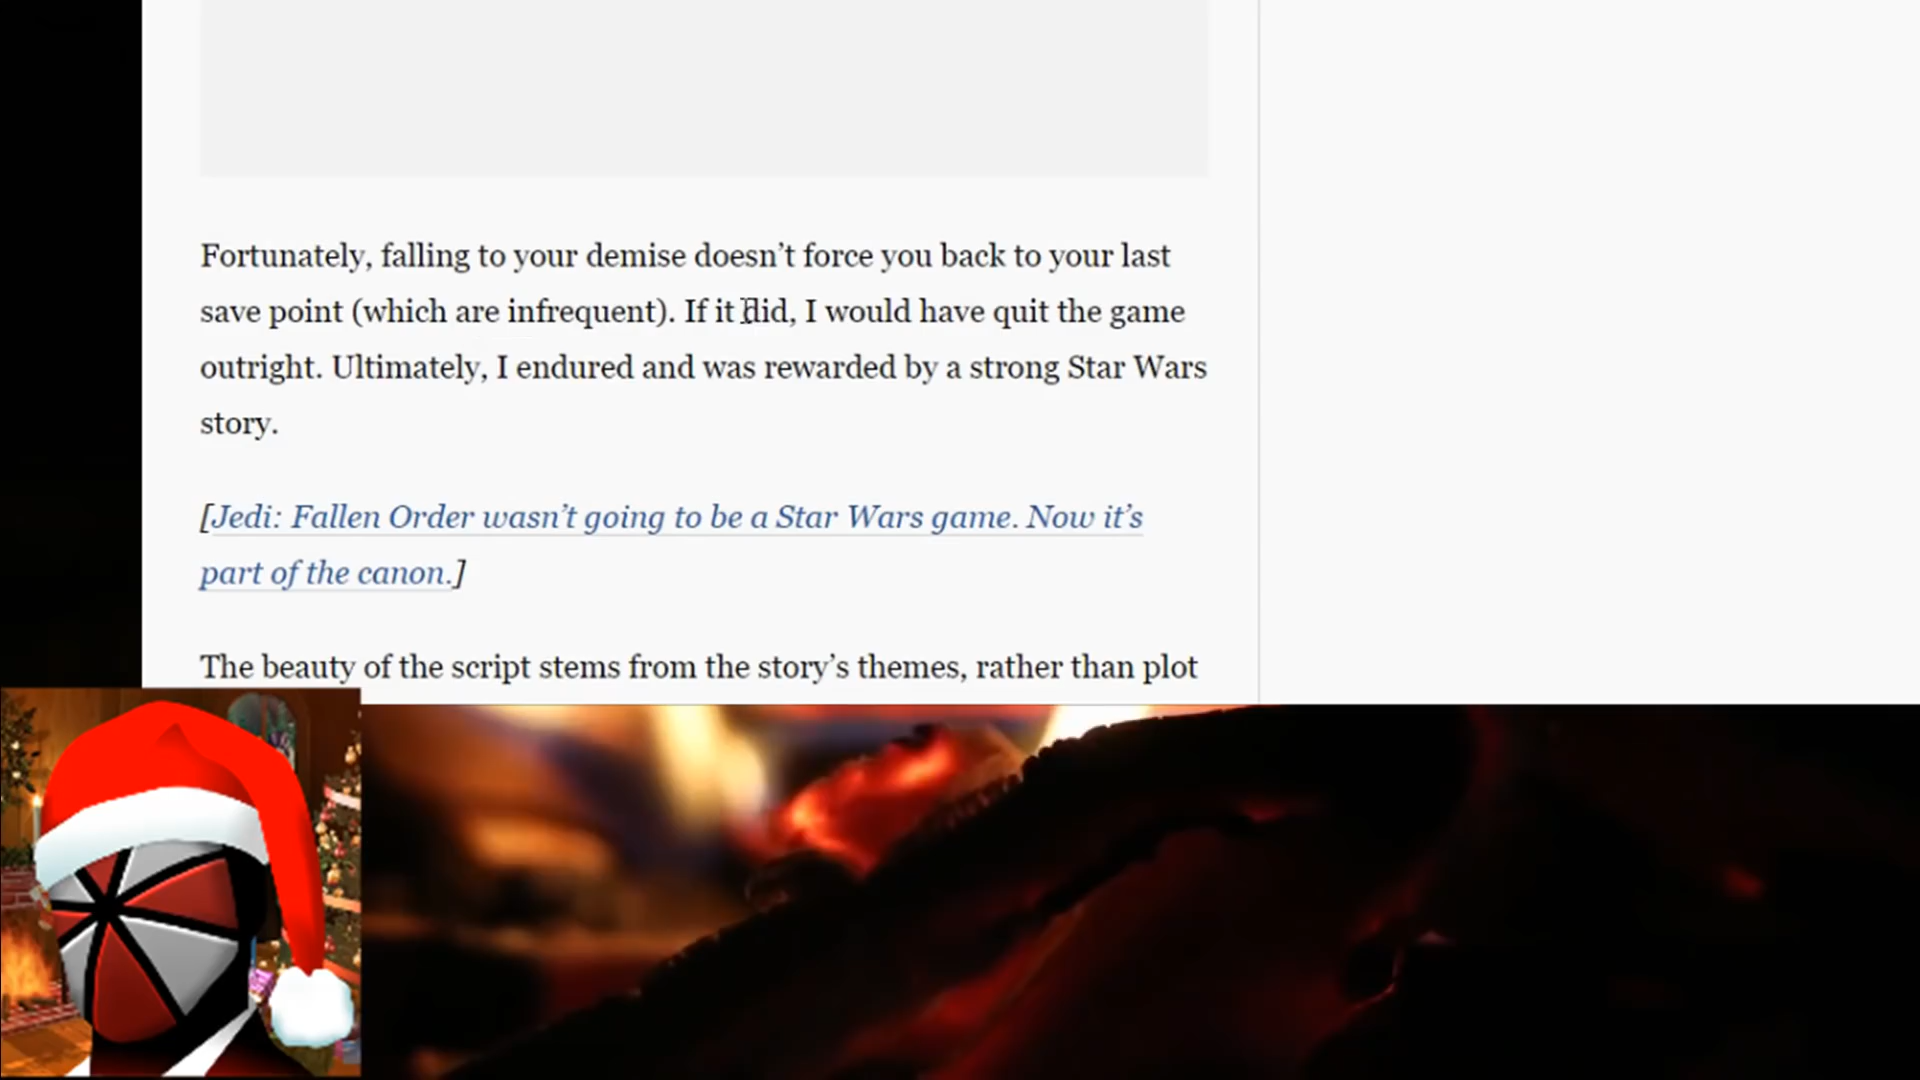 Fortunately, falling to your demise doesn’t force you back to your last
save point (which are infrequent). If it did, I would have quit the game
outright. Ultimately, I endured and was rewarded by a strong Star Wars
story.
[Jedi: Fallen Order wasn’t going to be a Star Wars game. Now it’s
part of the canon.]
The beauty of the script stems from the story’s themes, rather than plot